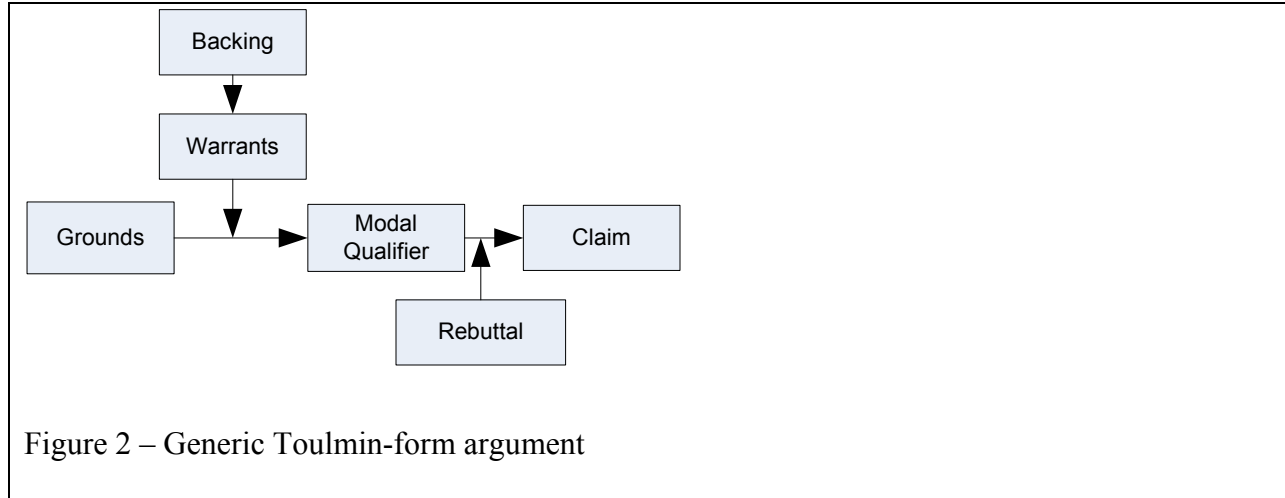 Backing
Warrants
Grounds
Modal
Qualifier
Claim
Rebuttal
Figure 2 – Generic Toulmin-form argument